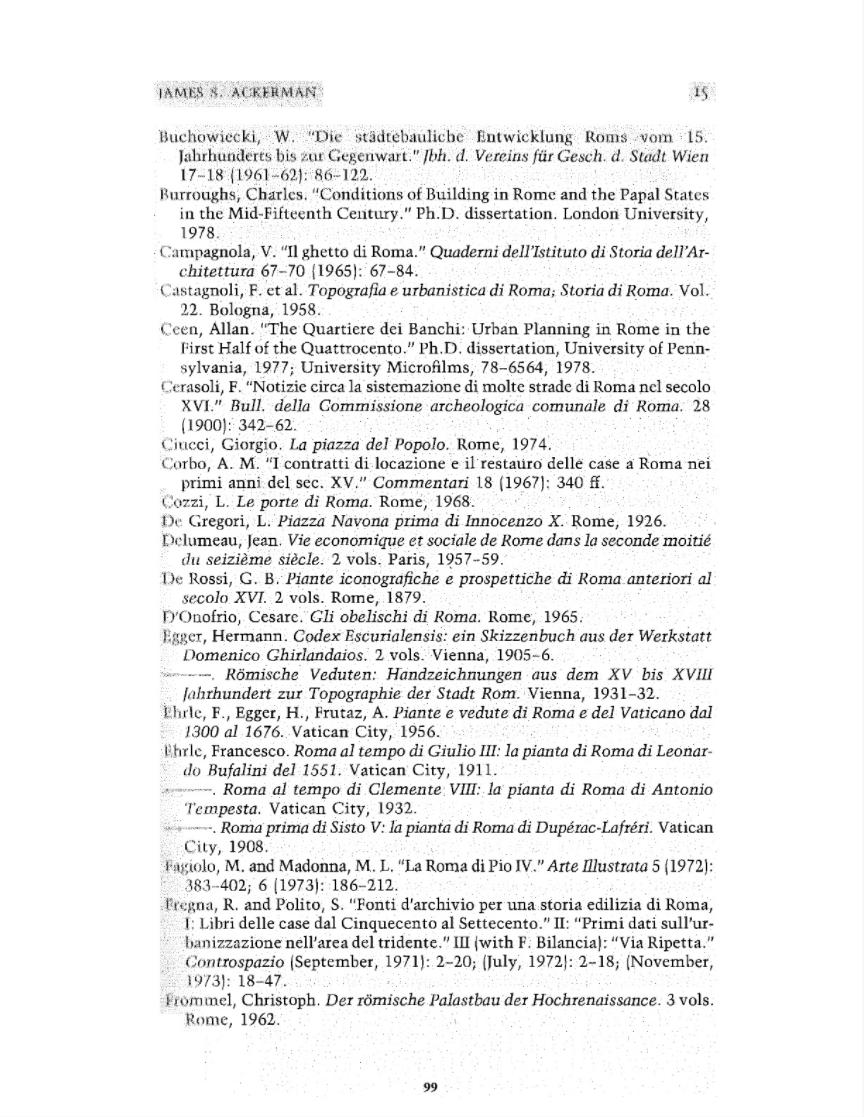 JAMES S. ACKERMAN 15
Buchowiecki, W. "Die städtebauliche Entwicklung Roms vom 15.
Jahrhunderts bis zur Gegenwart." Jbh. d. Vereins für Gesch. d. Stadt Wien
17–18 (1961–62): 86–122.
Burroughs, Charles. "Conditions of Building in Rome and the Papal States
in the Mid-Fifteenth Century." Ph.D. dissertation. London University,
1978.
Campagnola, V. "Il ghetto di Roma." Quaderni dell'Istituto di Storia dell'Ar-
chitettura 67–70 (1965): 67–84.
Castagnoli, F. et al. Topografia e urbanistica di Roma; Storia di Roma. Vol.
22. Bologna, 1958.
Ceen, Allan. "The Quartiere dei Banchi: Urban Planning in Rome in the
First Half of the Quattrocento." Ph.D. dissertation, University of Penn-
sylvania, 1977; University Microfilms, 78–6564, 1978.
Cerasoli, F. "Notizie circa la sistemazione di molte strade di Roma nel secolo
XVI." Bull. della Commissione archeologica comunale di Roma. 28
(1900): 342–62.
Ciucci, Giorgio. La piazza del Popolo. Rome, 1974.
Corbo, A. M. "I contratti di locazione e il restauro delle case a Roma nei
primi anni del sec. XV." Commentari 18 (1967): 340 ff.
Cozzi, L. Le porte di Roma. Rome, 1968.
De Gregori, L. Piazza Navona prima di Innocenzo X. Rome, 1926.
Delumeau, Jean. Vie economique et sociale de Rome dans la seconde moitié
du seizième siècle. 2 vols. Paris, 1957–59.
De Rossi, G. B. Piante iconografiche e prospettiche di Roma anteriori al
secolo XVI. 2 vols. Rome, 1879.
D'Onofrio, Cesare. Gli obelischi di Roma. Rome, 1965.
Egger, Hermann. Codex Escurialensis: ein Skizzenbuch aus der Werkstatt
Domenico Ghirlandaios. 2 vols. Vienna, 1905–6.
———. Römische Veduten: Handzeichnungen aus dem XV bis XVIII
Jahrhundert zur Topographie der Stadt Rom. Vienna, 1931–32.
Ehrle, F., Egger, H., Frutaz, A. Piante e vedute di Roma e del Vaticano dal
1300 al 1676. Vatican City, 1956.
Ehrle, Francesco. Roma al tempo di Giulio III: la pianta di Roma di Leonar-
do Bufalini del 1551. Vatican City, 1911.
———. Roma al tempo di Clemente VIII: la pianta di Roma di Antonio
Tempesta. Vatican City, 1932.
———. Roma prima di Sisto V: la pianta di Roma di Dupérac-Lafréri. Vatican
City, 1908.
Fagiolo, M. and Madonna, M. L. "La Roma di Pio IV." Arte Illustrata 5 (1972):
383–402; 6 (1973): 186–212.
Fregna, R. and Polito, S. "Fonti d'archivio per una storia edilizia di Roma,
I: Libri delle case dal Cinquecento al Settecento." II: "Primi dati sull'ur-
banizzazione nell'area del tridente." III (with F. Bilancia): "Via Ripetta."
Controspazio (September, 1971): 2–20; (July, 1972): 2–18; (November,
1973): 18–47.
Frommel, Christoph. Der römische Palastbau der Hochrenaissance. 3 vols.
Rome, 1962.
99